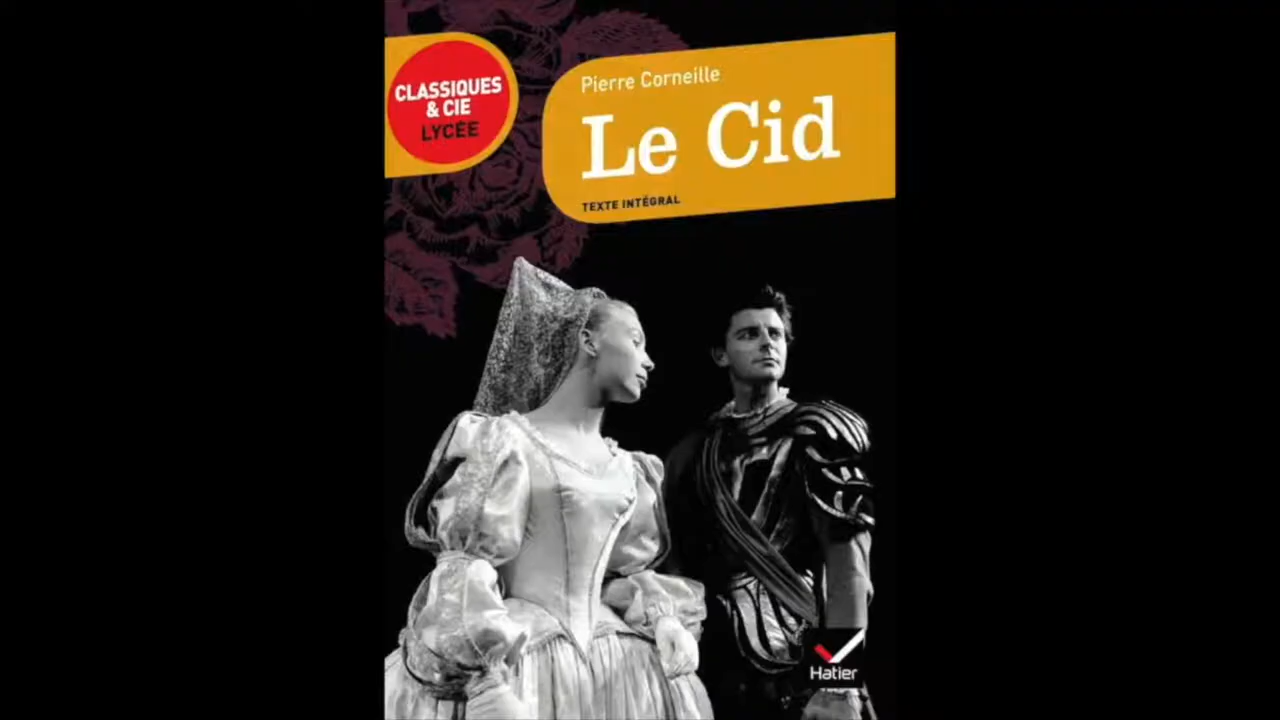 CLASSIQUES
& CIE
LYCÉE
Pierre Corneille
Le Cid
TEXTE INTÉGRAL
Hatier